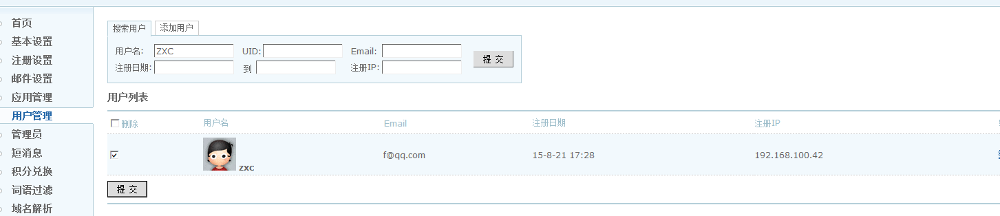 首页
基本设置
注册设置
邮件设置
应用管理
用户管理
管理员
短消息
积分兑换
词语过滤
域名解析
搜索用户 添加用户
用户名: ZXC UID: Email: 提 交
注册日期: 到 注册IP:
用户列表
删除 用户名 Email 注册日期 注册IP
zxc f@qq.com 15-8-21 17:28 192.168.100.42
提 交